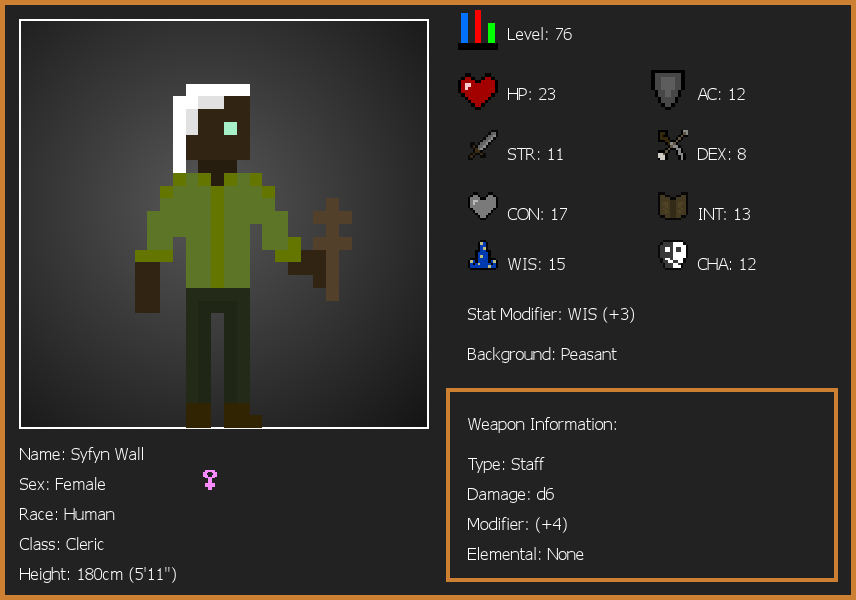 Level: 76
HP: 23
AC: 12
STR: 11
DEX: 8
CON: 17
INT: 13
WIS: 15
CHA: 12
Stat Modifier: WIS (+3)
Background: Peasant
Weapon Information:
Type: Staff
Damage: d6
Modifier: (+4)
Elemental: None
Name: Syfyn Wall
Sex: Female
Race: Human
Class: Cleric
Height: 180cm (5'11")